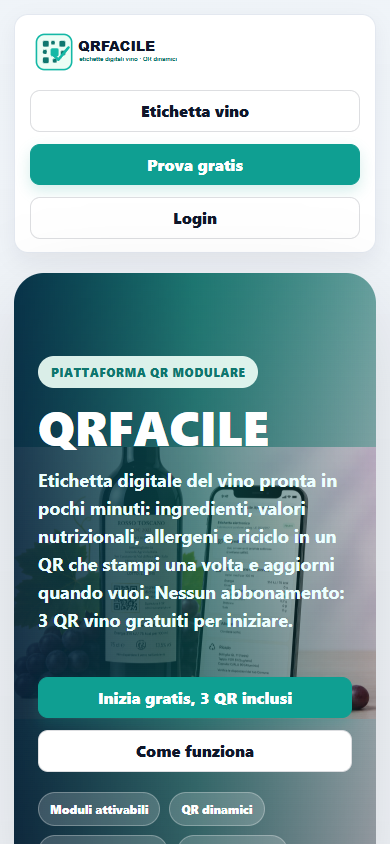 QRFACILE
etichette digitali vino · QR dinamici
Etichetta vino
Prova gratis
Login
PIATTAFORMA QR MODULARE
QRFACILE
Etichetta digitale del vino pronta in
pochi minuti: ingredienti, valori
nutrizionali, allergeni e riciclo in un
QR che stampi una volta e aggiorni
quando vuoi. Nessun abbonamento:
3 QR vino gratuiti per iniziare.
Inizia gratis, 3 QR inclusi
Come funziona
Moduli attivabili
QR dinamici